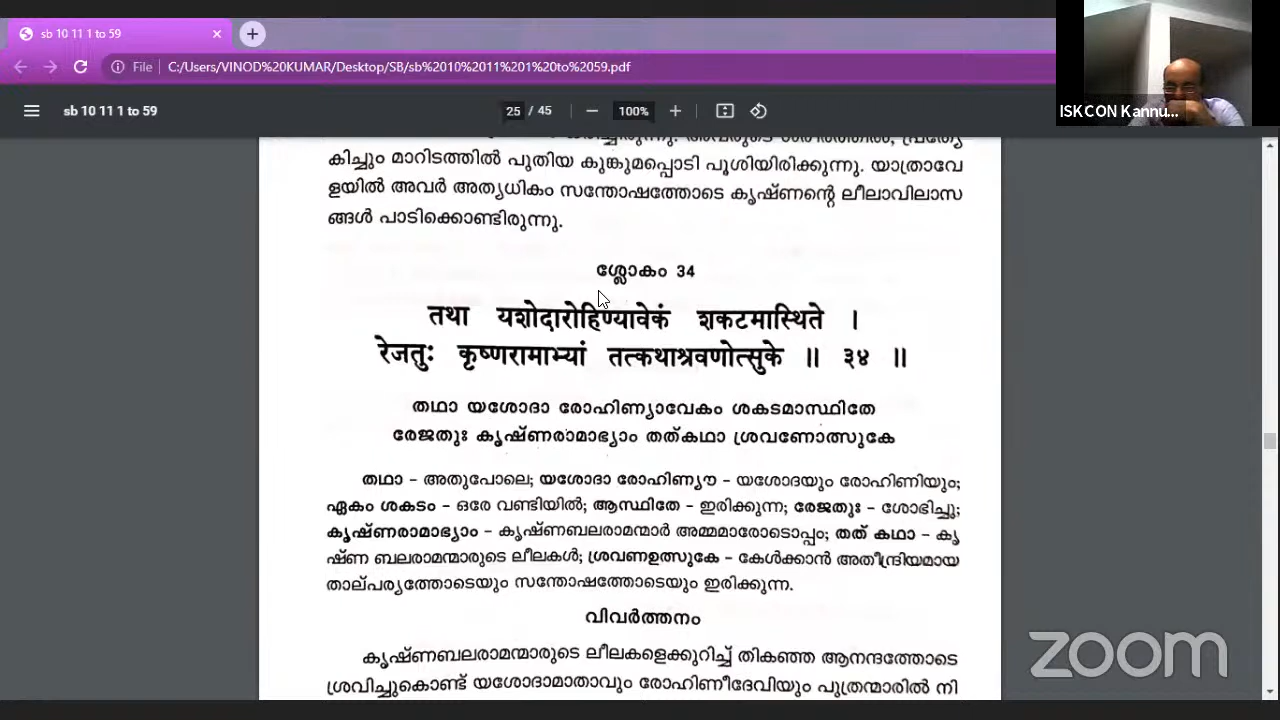 sb 10 11 1 to 59
File C:/Users/VINOD%20KUMAR/Desktop/SB/sb%2010%2011%201%20to%2059.pdf
sb 10 11 1 to 59
25 / 45
100%
ISKCON Kannu...
കിച്ചും മാറിടത്തിൽ പുതിയ കുങ്കുമപ്പൊടി പൂശിയിരിക്കുന്നു. യാത്രാവേ
ളയിൽ അവർ അത്യധികം സന്തോഷത്തോടെ കൃഷ്ണന്റെ ലീലാവിലാസ
ങ്ങൾ പാടിക്കൊണ്ടിരുന്നു.
ശ്ലോകം 34
तथा यशोदारोहिण्यावेकं शकटमास्थिते ।
रेजतुः कृष्णरामाभ्यां तत्कथाश्रवणोत्सुके ॥ ३४ ॥
തഥാ യശോദാ രോഹിണ്യാവേകം ശകടമാസ്ഥിതേ
രേജതുഃ കൃഷ്ണരാമാഭ്യാം തത്കഥാ ശ്രവണോത്സുകേ
തഥാ – അതുപോലെ; യശോദാ രോഹിണ്യൗ – യശോദയും രോഹിണിയും;
ഏകം ശകടം – ഒരേ വണ്ടിയിൽ; ആസ്ഥിതേ – ഇരിക്കുന്ന; രേജതുഃ – ശോഭിച്ചു;
കൃഷ്ണരാമാഭ്യാം – കൃഷ്ണബലരാമന്മാർ അമ്മമാരോടൊപ്പം; തത് കഥാ – കൃ
ഷ്ണ ബലരാമന്മാരുടെ ലീലകൾ; ശ്രവണഉത്സുകേ – കേൾക്കാൻ അതീന്ദ്രിയമായ
താല്പര്യത്തോടെയും സന്തോഷത്തോടെയും ഇരിക്കുന്ന.
വിവർത്തനം
കൃഷ്ണബലരാമന്മാരുടെ ലീലകളെക്കുറിച്ച് തികഞ്ഞ ആനന്ദത്തോടെ
ശ്രവിച്ചുകൊണ്ട് യശോദാമാതാവും രോഹിണീദേവിയും പുത്രന്മാരിൽ നി
zoom